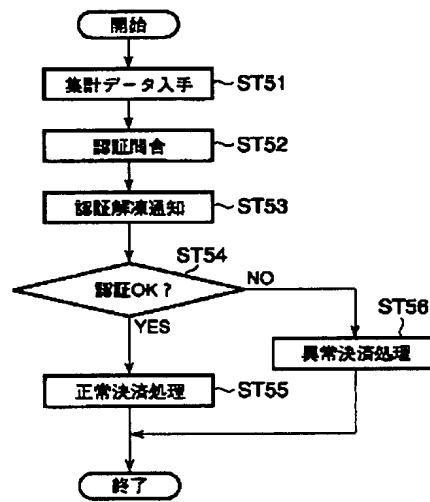 開始
集計データ入手 ST51
認証問合 ST52
認証解凍通知 ST53
ST54
認証OK?
NO
YES
ST56
異常決済処理
正常決済処理 ST55
終了